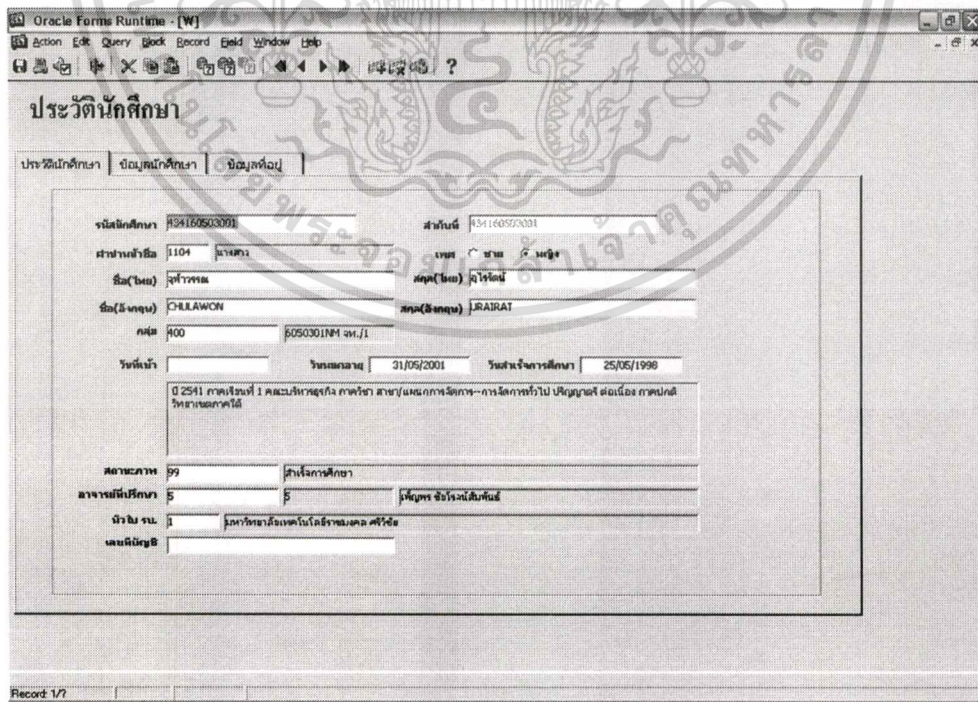 Oracle Forms Runtime - [W]
Action Edit Query Block Record Field Window Help
ประวัตินักศึกษา
ประวัตินักศึกษา ข้อมูลนักศึกษา ข้อมูลที่อยู่
รหัสนักศึกษา 434160503001 ลำดับที่ 434160503001
คำนำหน้าชื่อ 1104 นางสาว เพศ ชาย หญิง
ชื่อ(ไทย) จุฬาวรรณ สกุล(ไทย) อุไรรัตน์
ชื่อ(อังกฤษ) CHULAWON สกุล(อังกฤษ) URAIRAT
กลุ่ม 400 6050301NM จท./1
วันที่เข้า วันหมดอายุ 31/05/2001 วันสำเร็จการศึกษา 25/05/1998
ปี 2541 ภาคเรียนที่ 1 คณะบริหารธุรกิจ ภาควิชา สาขา/แผนกการจัดการ--การจัดการทั่วไป ปริญญาตรี ต่อเนื่อง ภาคปกติ
วิทยาเขตภาคใต้
สถานะภาพ 99 สำเร็จการศึกษา
อาจารย์ที่ปรึกษา 5 5 เพ็ญพร
หัวใบ รบ. 1 มหาวิทยาลัยเทคโนโลยีราชมงคล ศรีวิชัย
เลขที่บัญชี
Record: 1/?